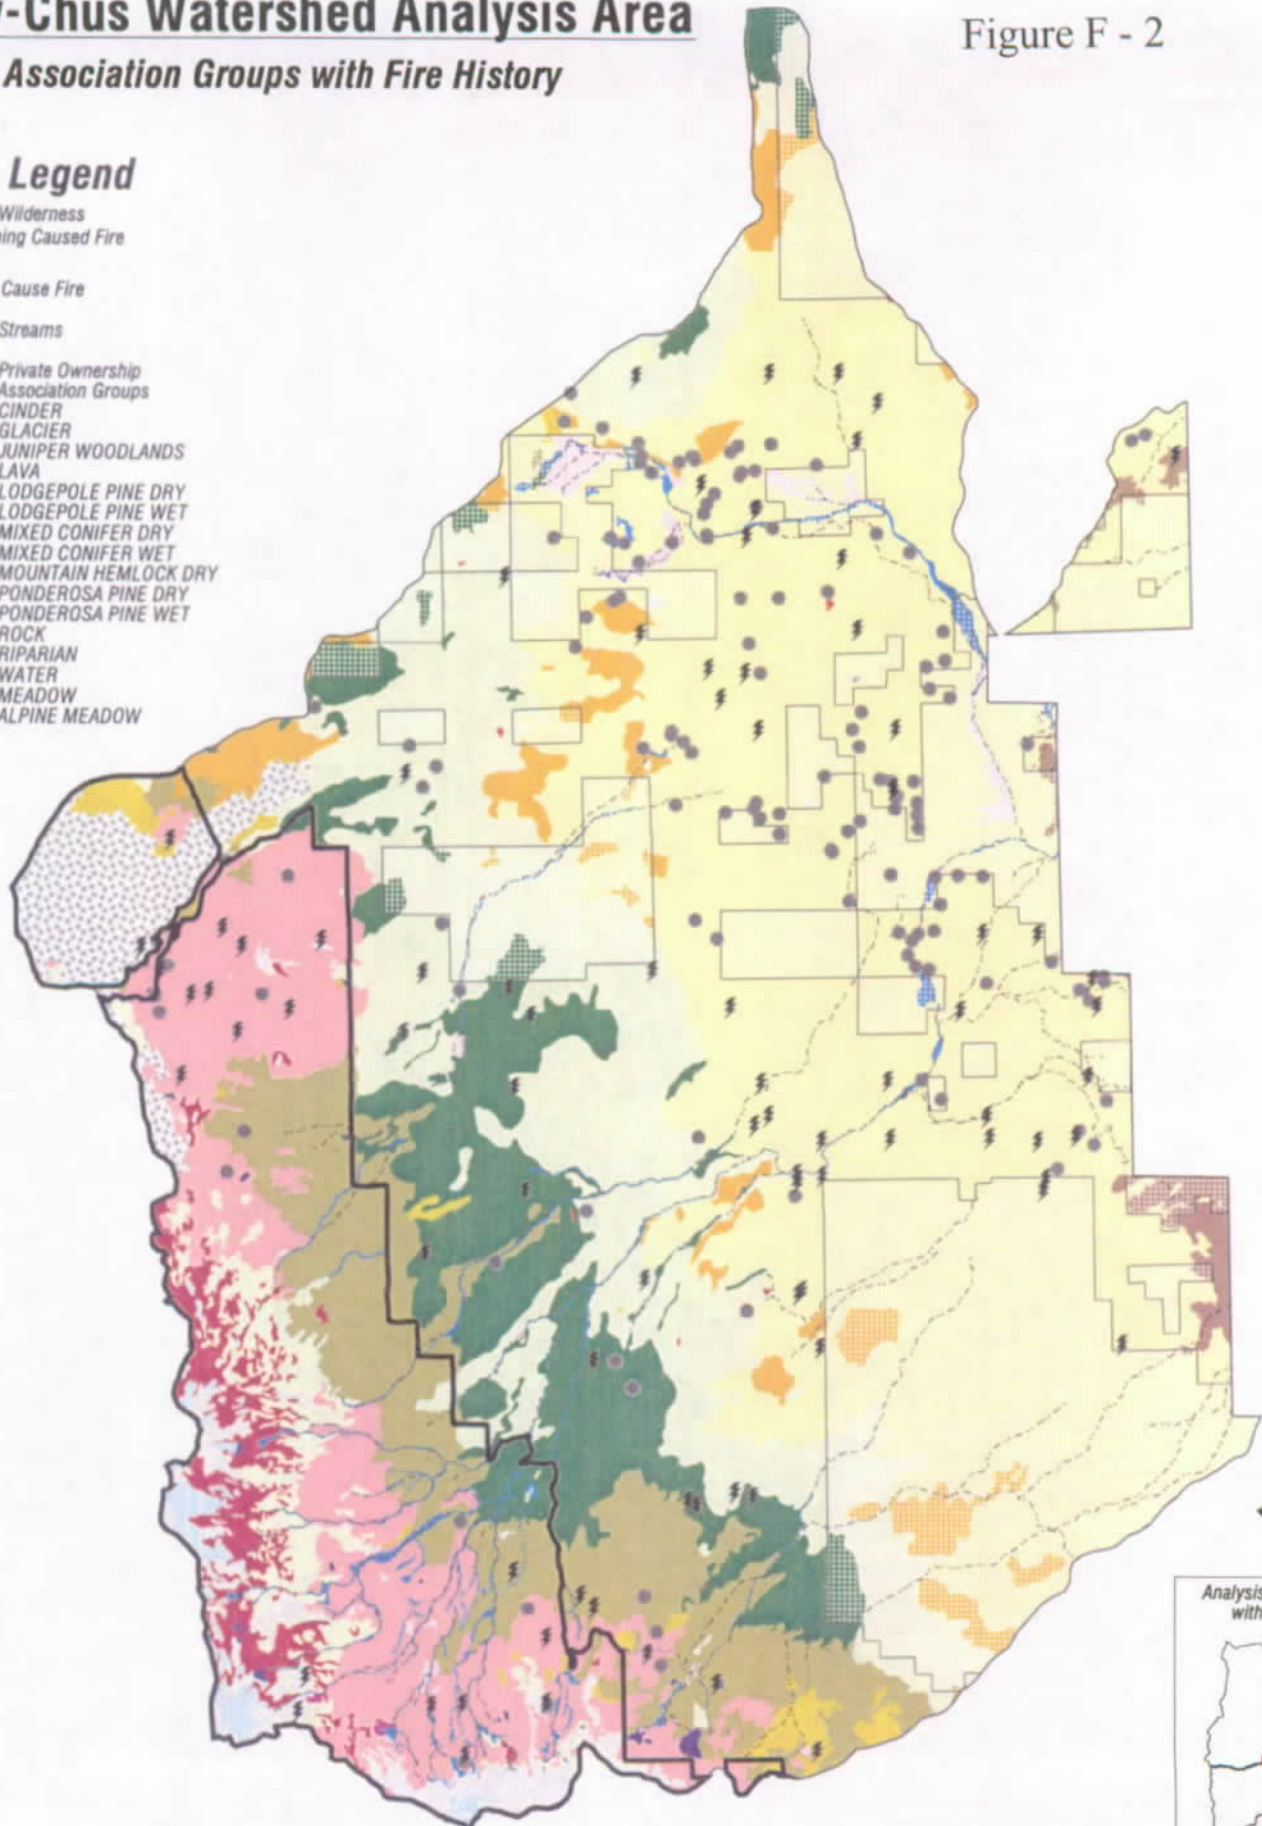 -Chus Watershed Analysis Area
Figure F - 2
Association Groups with Fire History
Legend
Wilderness
ing Caused Fire
Cause Fire
Streams
Private Ownership
Association Groups
CINDER
GLACIER
JUNIPER WOODLANDS
LAVA
LODGEPOLE PINE DRY
LODGEPOLE PINE WET
MIXED CONIFER DRY
MIXED CONIFER WET
MOUNTAIN HEMLOCK DRY
PONDEROSA PINE DRY
PONDEROSA PINE WET
ROCK
RIPARIAN
WATER
MEADOW
ALPINE MEADOW
Analysis
with